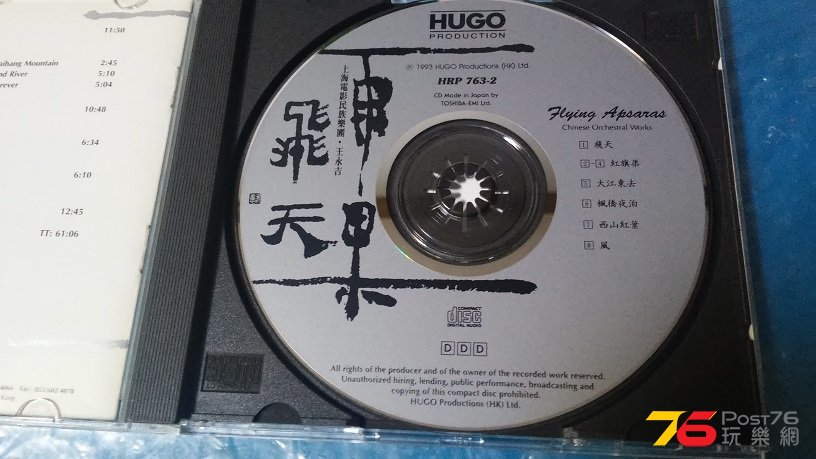 11:50
aihang Mountain 2:45
nd River 5:10
rever 5:04
10:48
6:34
6:10
12:45
TT: 61:06
HUGO
PRODUCTION
℗ 1993 HUGO Productions (HK) Ltd.
HRP 763-2
CD Made in Japan by
TOSHIBA-EMI Ltd.
上海電影民族樂團・王永吉
飛天
Flying Apsaras
Chinese Orchestral Works
1 飛天
2-4 紅旗渠
5 大江東去
6 楓橋夜泊
7 西山紅葉
8 風
COMPACT
disc
DIGITAL AUDIO
D D D
All rights of the producer and of the owner of the recorded work reserved.
Unauthorized hiring, lending, public performance, broadcasting and
copying of this compact disc prohibited.
HUGO Productions (HK) Ltd.
76 Post76
玩樂網